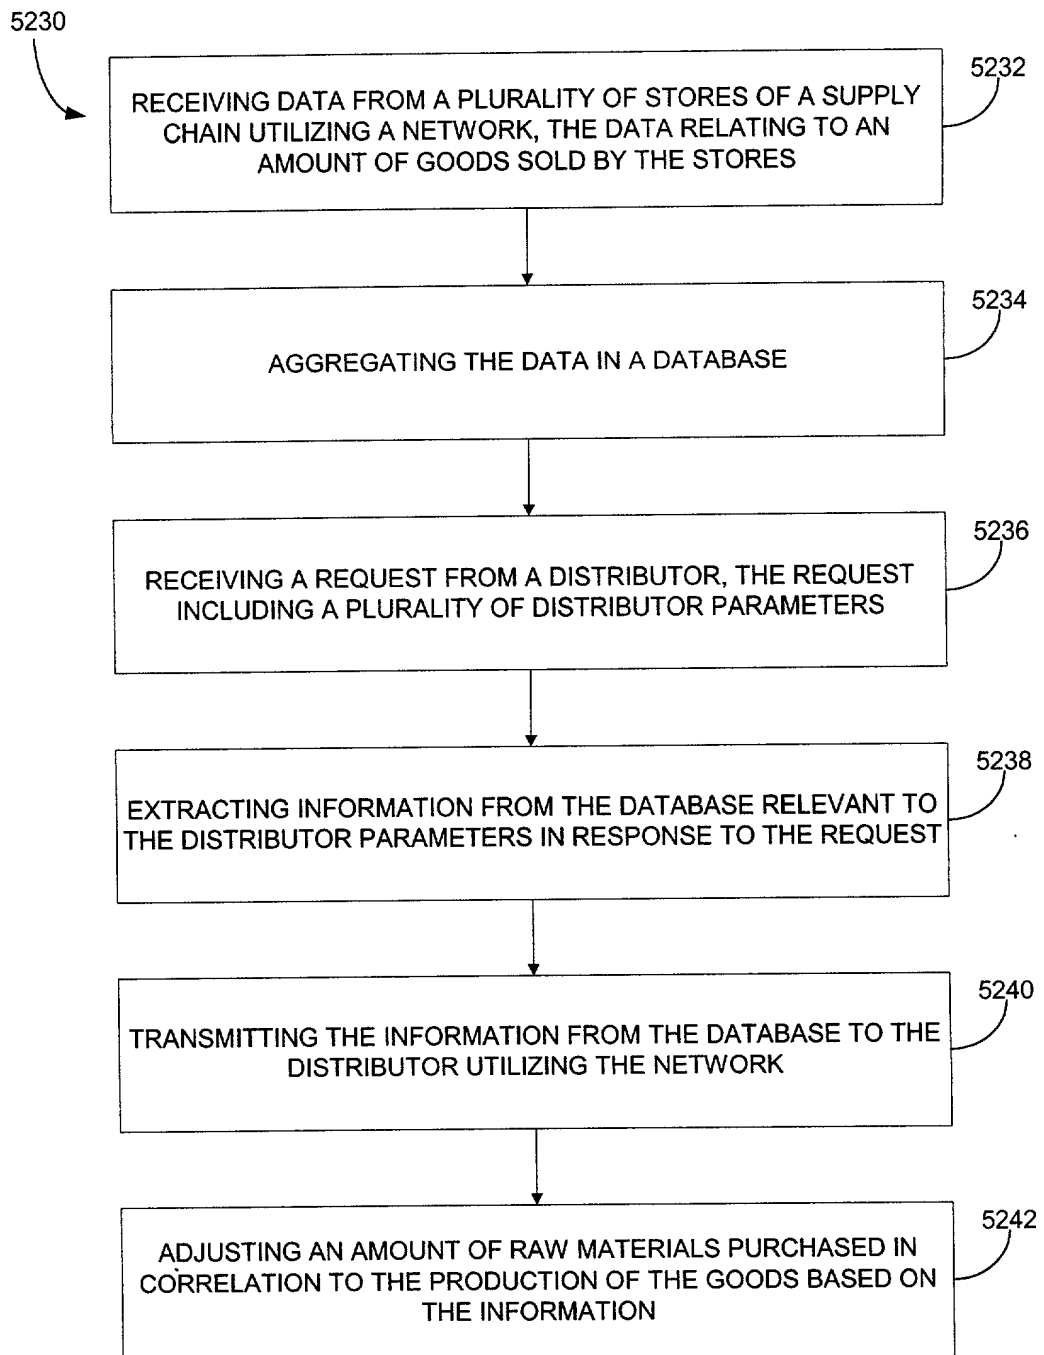 5230
5232
RECEIVING DATA FROM A PLURALITY OF STORES OF A SUPPLY
CHAIN UTILIZING A NETWORK, THE DATA RELATING TO AN
AMOUNT OF GOODS SOLD BY THE STORES
5234
AGGREGATING THE DATA IN A DATABASE
5236
RECEIVING A REQUEST FROM A DISTRIBUTOR, THE REQUEST
INCLUDING A PLURALITY OF DISTRIBUTOR PARAMETERS
5238
EXTRACTING INFORMATION FROM THE DATABASE RELEVANT TO
THE DISTRIBUTOR PARAMETERS IN RESPONSE TO THE REQUEST
5240
TRANSMITTING THE INFORMATION FROM THE DATABASE TO THE
DISTRIBUTOR UTILIZING THE NETWORK
5242
ADJUSTING AN AMOUNT OF RAW MATERIALS PURCHASED IN
CORRELATION TO THE PRODUCTION OF THE GOODS BASED ON
THE INFORMATION